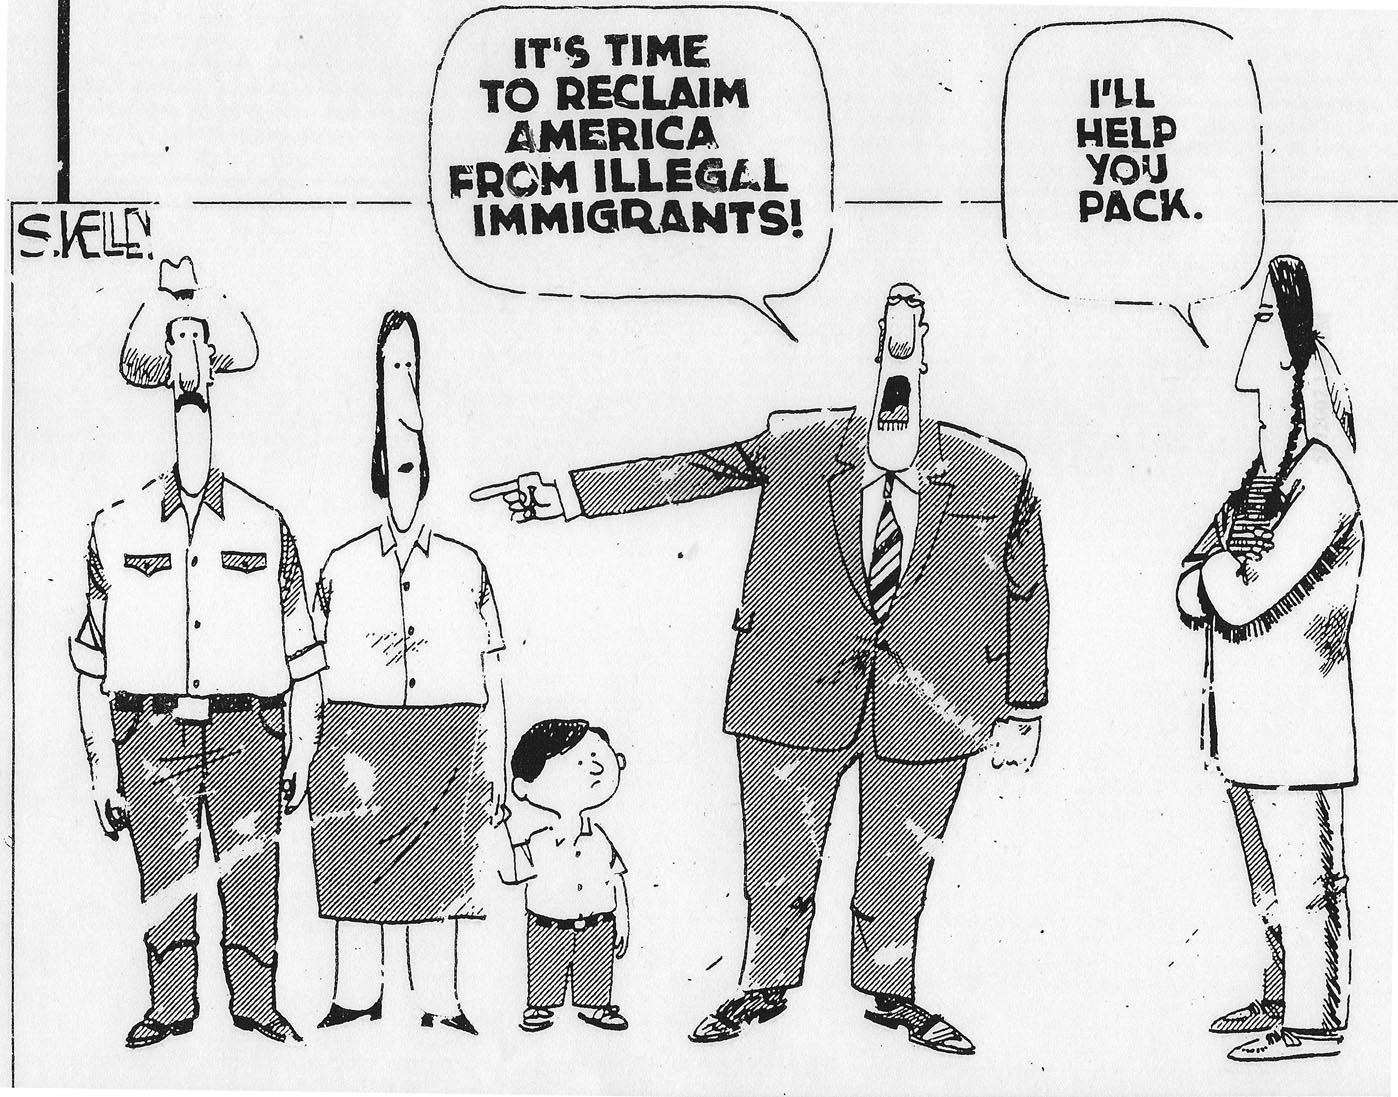 IT'S TIME
TO RECLAIM
AMERICA
FROM ILLEGAL
IMMIGRANTS!
I'LL
HELP
YOU
PACK.
S. KELLEY